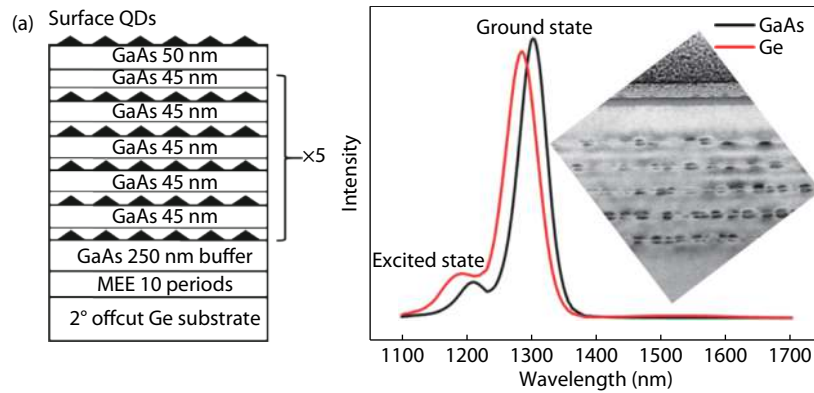 (a)
Surface QDs
GaAs 50 nm
GaAs 45 nm
GaAs 45 nm
GaAs 45 nm
GaAs 45 nm
GaAs 45 nm
×5
GaAs 250 nm buffer
MEE 10 periods
2° offcut Ge substrate
Intensity
Ground state
GaAs
Ge
Excited state
1100 1200 1300 1400 1500 1600 1700
Wavelength (nm)